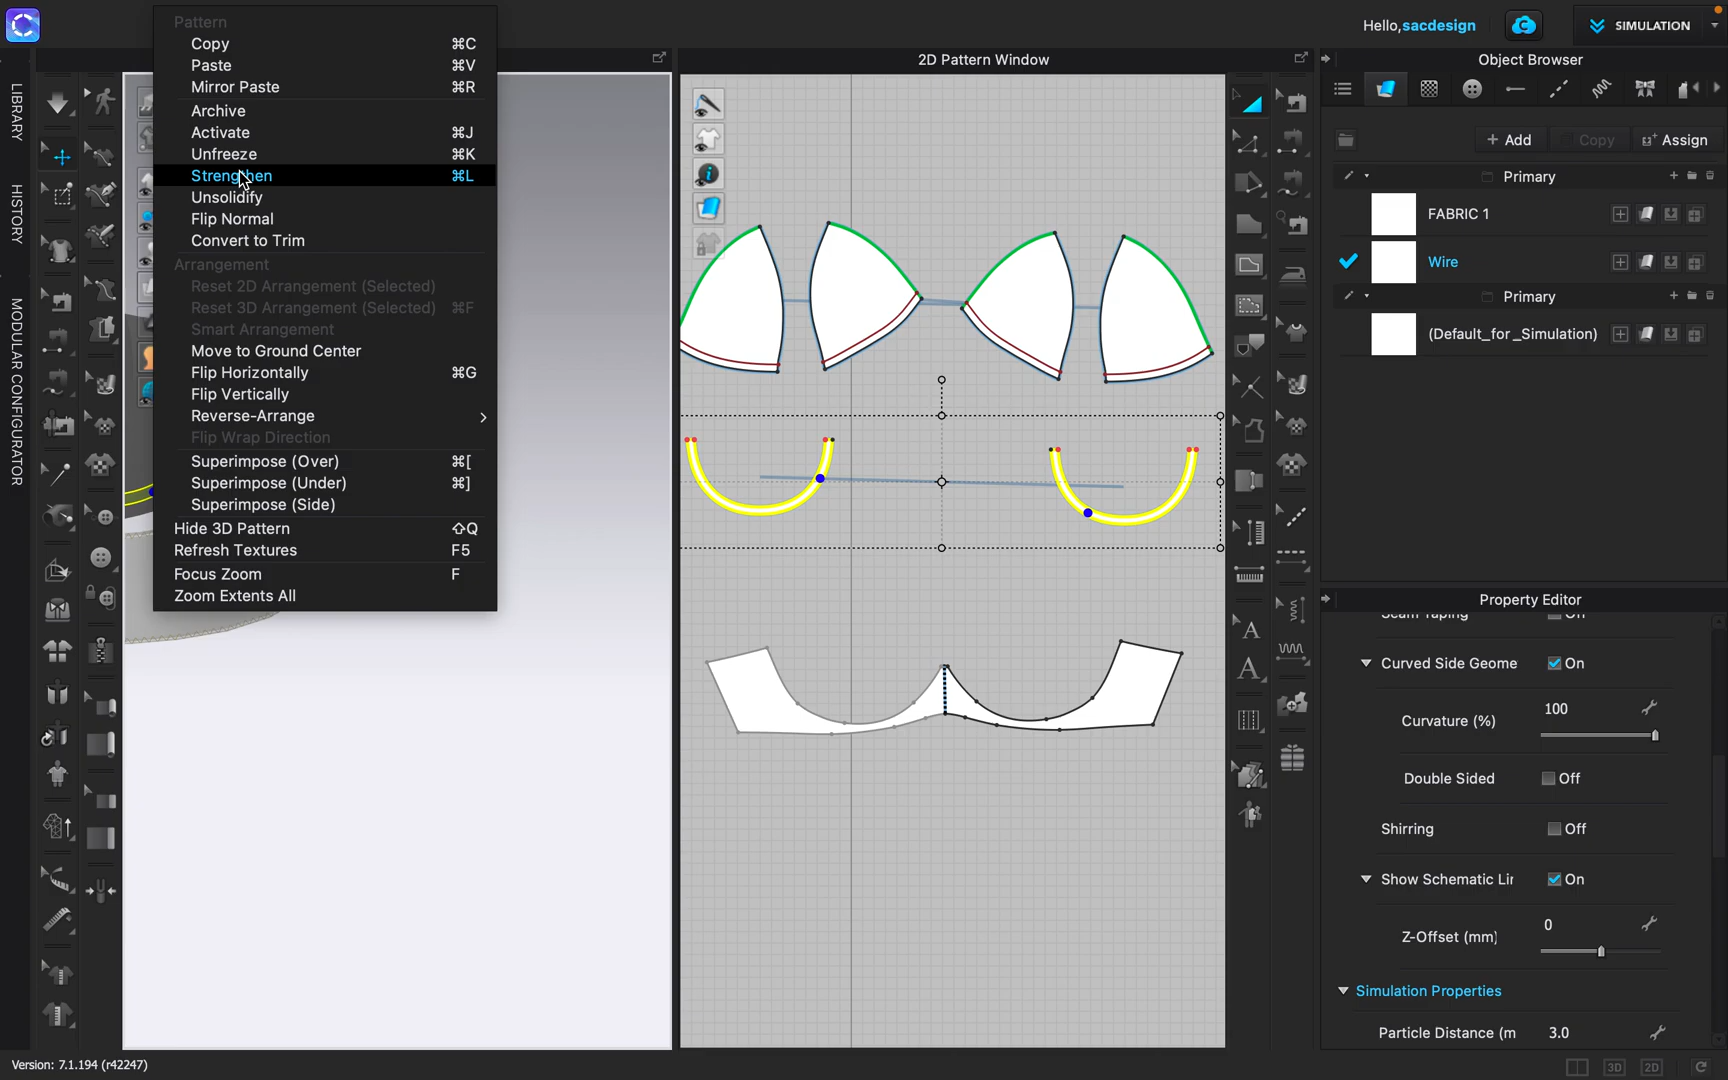 Hello,sacdesign
SIMULATION
LIBRARY
HISTORY
MODULAR CONFIGURATOR
Pattern
Copy ⌘C
Paste ⌘V
Mirror Paste ⌘R
Archive
Activate ⌘J
Unfreeze ⌘K
Strengthen ⌘L
Unsolidify
Flip Normal
Convert to Trim
Arrangement
Reset 2D Arrangement (Selected)
Reset 3D Arrangement (Selected) ⌘F
Smart Arrangement
Move to Ground Center
Flip Horizontally ⌘G
Flip Vertically
Reverse-Arrange
Flip Wrap Direction
Superimpose (Over) ⌘[
Superimpose (Under) ⌘]
Superimpose (Side)
Hide 3D Pattern ⇧Q
Refresh Textures F5
Focus Zoom F
Zoom Extents All
2D Pattern Window
A
A
Object Browser
+ Add
Copy
Assign
Primary
FABRIC 1
Wire
Primary
(Default_for_Simulation)
Property Editor
Curved Side Geome On
Curvature (%) 100
Double Sided Off
Shirring Off
Show Schematic Lir On
Z-Offset (mm) 0
Simulation Properties
Particle Distance (m 3.0
Version: 7.1.194 (r42247)
3D
2D